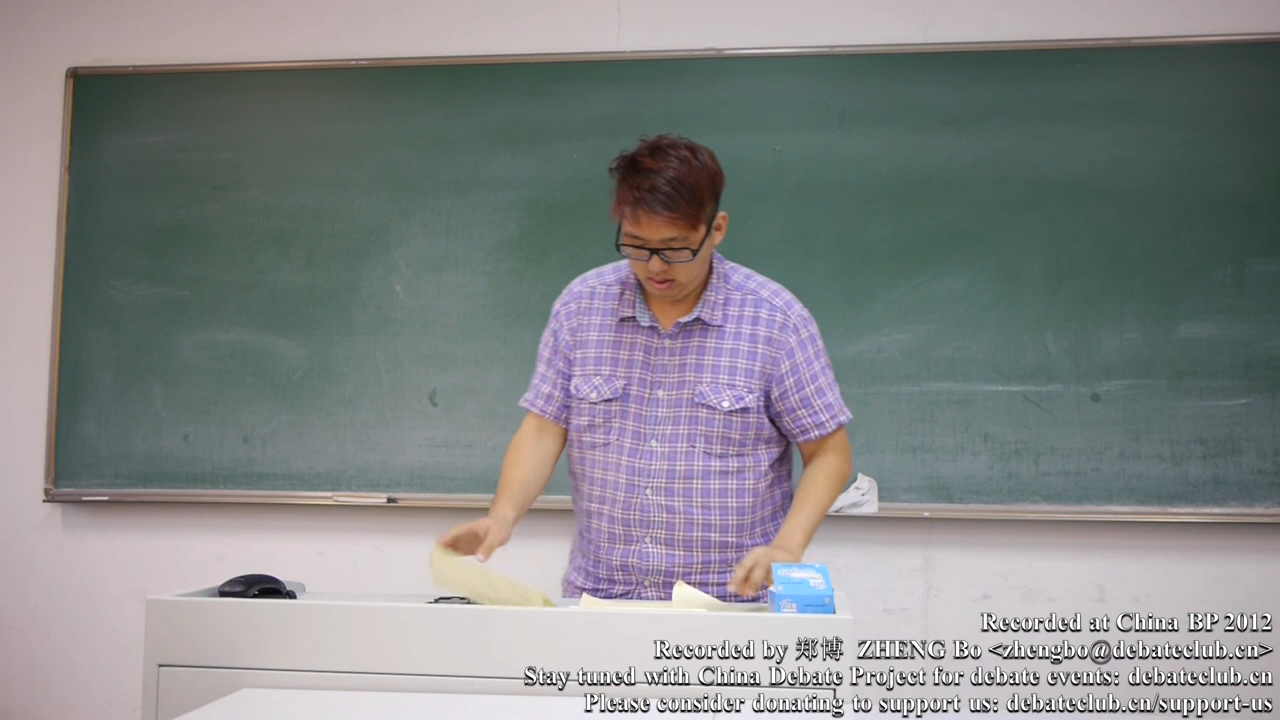 Recorded at China BP 2012
Recorded by 郑博 ZHENG Bo <zhengbo@debateclub.cn>
Stay tuned with China Debate Project for debate events: debateclub.cn
Please consider donating to support us: debateclub.cn/support-us